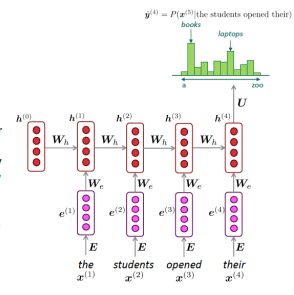 ŷ⁽⁴⁾ = P(x⁽⁵⁾|the students opened their)
books
laptops
a zoo
U
h⁽⁰⁾ h⁽¹⁾ h⁽²⁾ h⁽³⁾ h⁽⁴⁾
W_h W_h W_h W_h
W_e W_e W_e W_e
e⁽¹⁾ e⁽²⁾ e⁽³⁾ e⁽⁴⁾
E E E E
the students opened their
x⁽¹⁾ x⁽²⁾ x⁽³⁾ x⁽⁴⁾